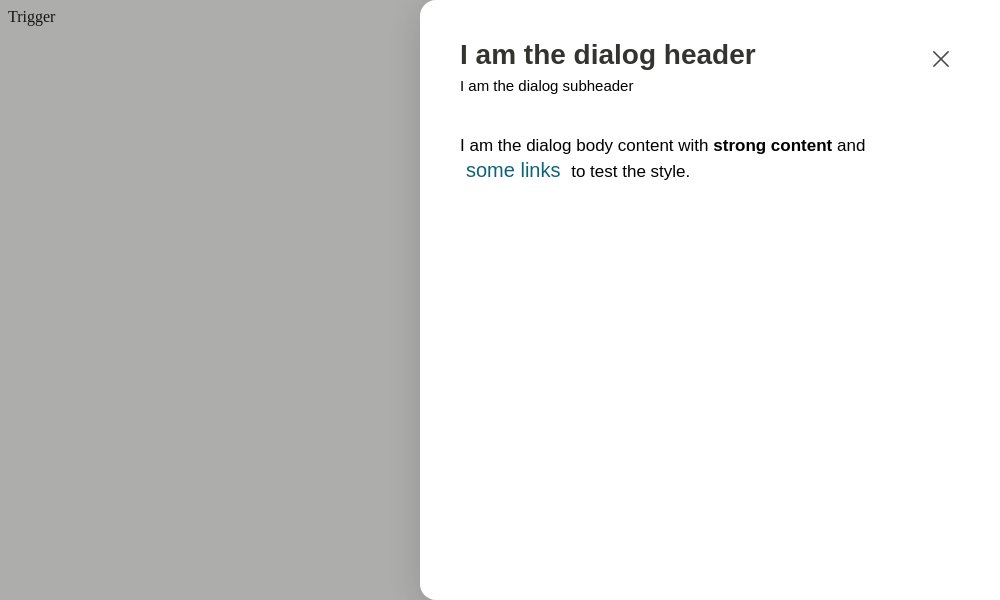 Trigger
I am the dialog header
I am the dialog subheader
I am the dialog body content with strong content and
some links to test the style.